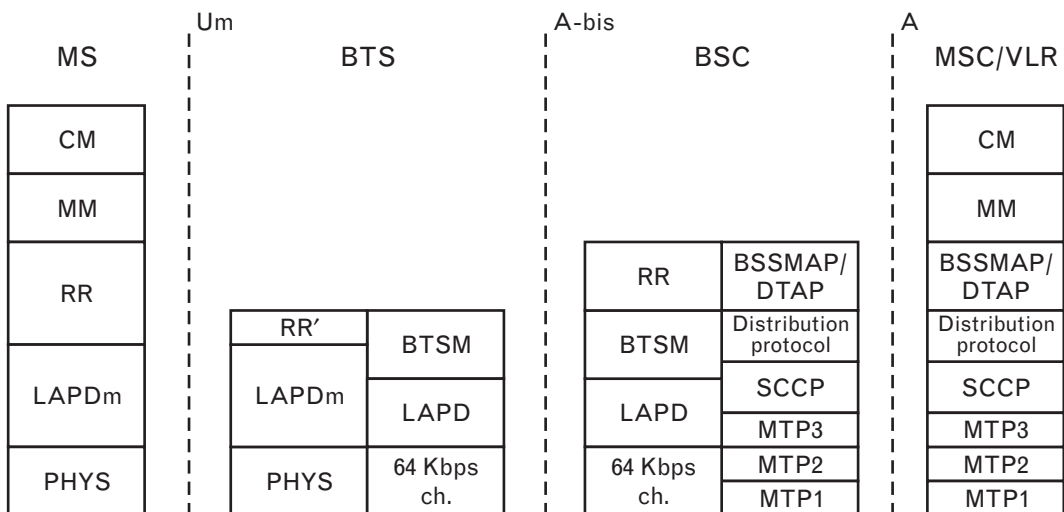 Um
A-bis
A
MS
BTS
BSC
MSC/VLR
CM
MM
RR
LAPDm
PHYS
RR′
LAPDm
PHYS
BTSM
LAPD
64 Kbps
ch.
RR
BTSM
LAPD
64 Kbps
ch.
BSSMAP/
DTAP
Distribution
protocol
SCCP
MTP3
MTP2
MTP1
CM
MM
BSSMAP/
DTAP
Distribution
protocol
SCCP
MTP3
MTP2
MTP1